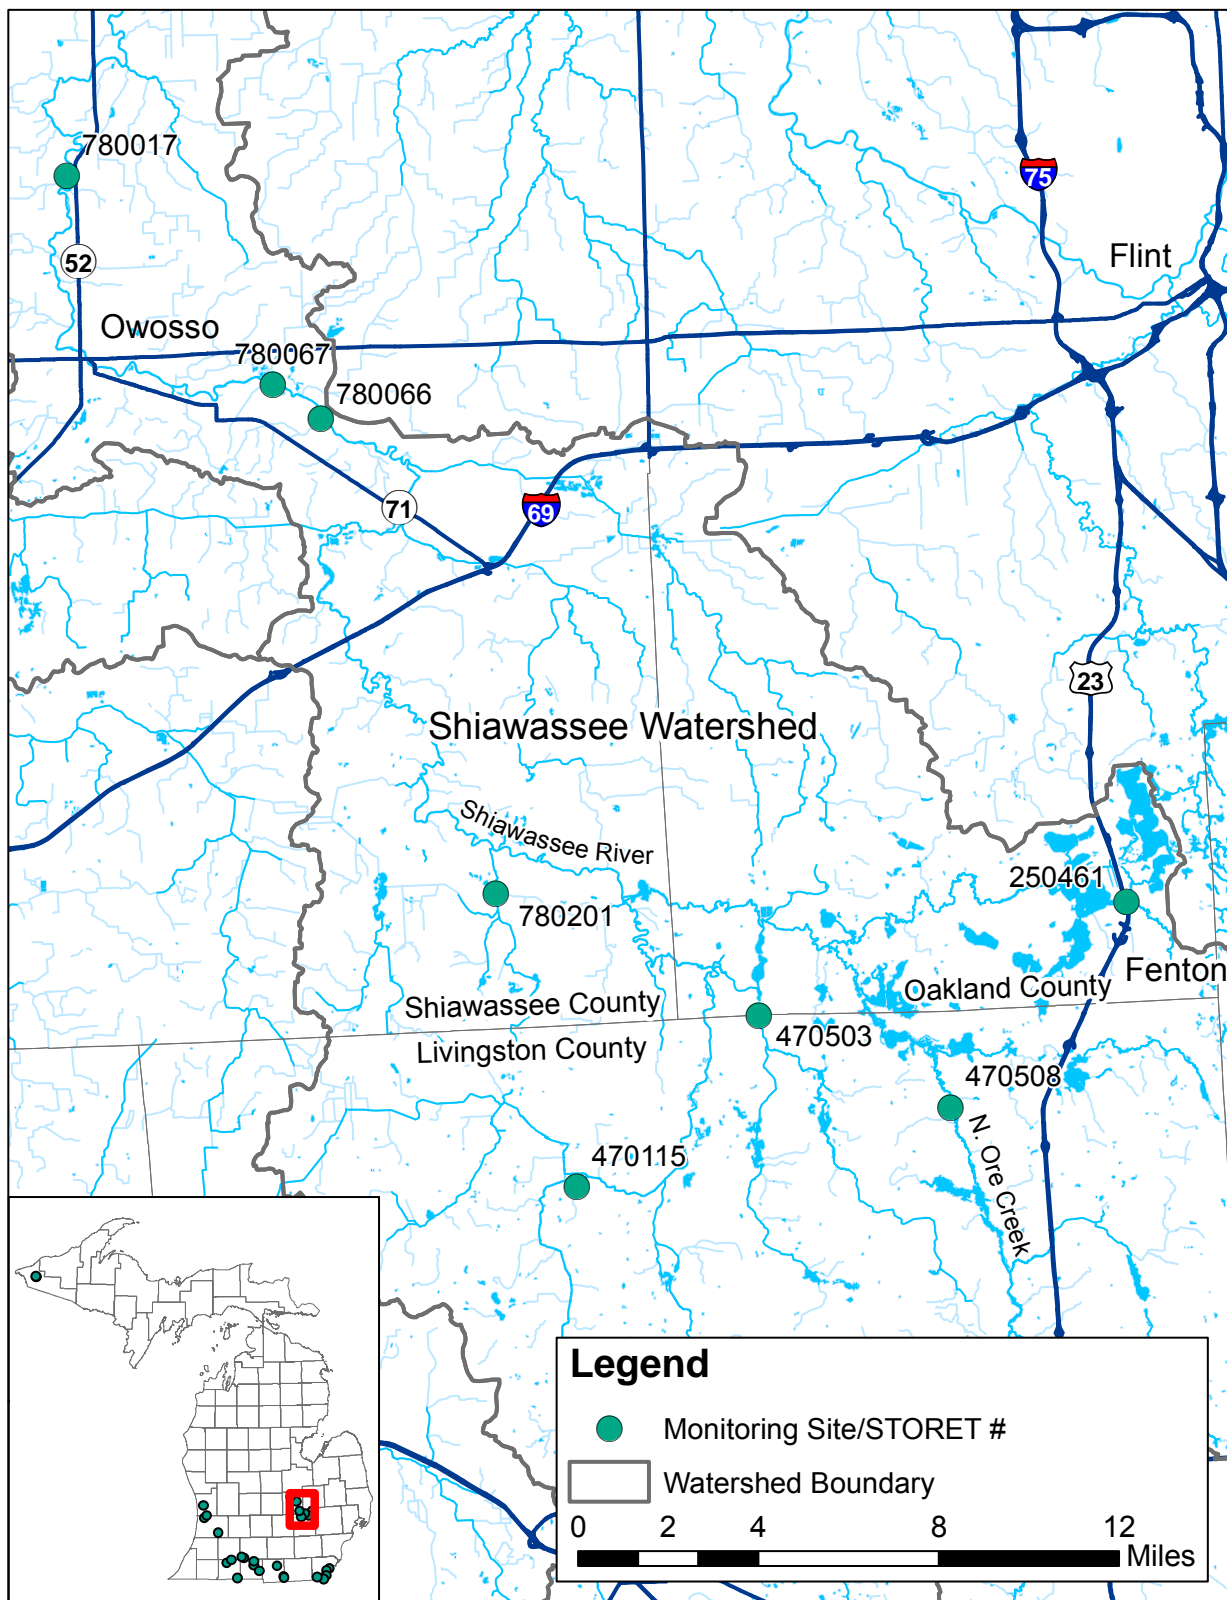 780017
75
Flint
52
Owosso
780067
780066
71
69
23
Shiawassee Watershed
Shiawassee River
250461
780201
Fenton
Oakland County
Shiawassee County
470503
Livingston County
470508
N. Ore Creek
470115
Legend
Monitoring Site/STORET #
Watershed Boundary
0 2 4 8 12
Miles